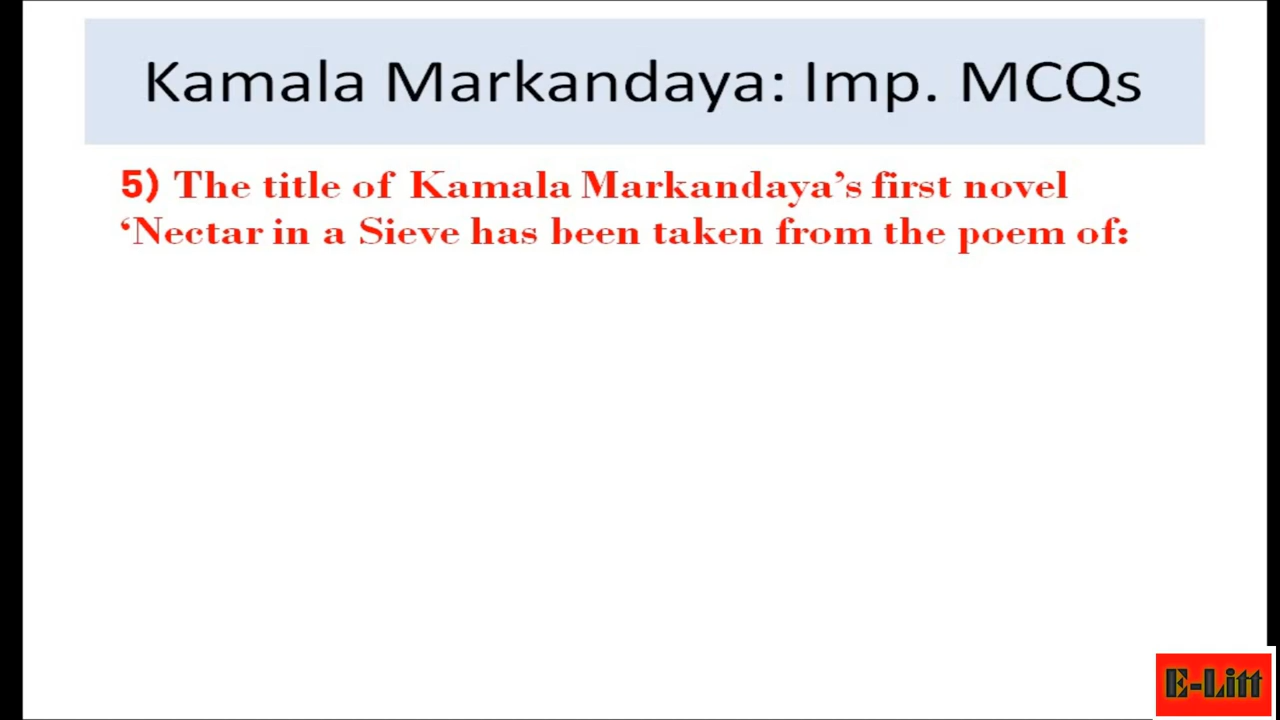 Kamala Markandaya: Imp. MCQs
5) The title of Kamala Markandaya’s first novel
‘Nectar in a Sieve has been taken from the poem of:
E-Litt